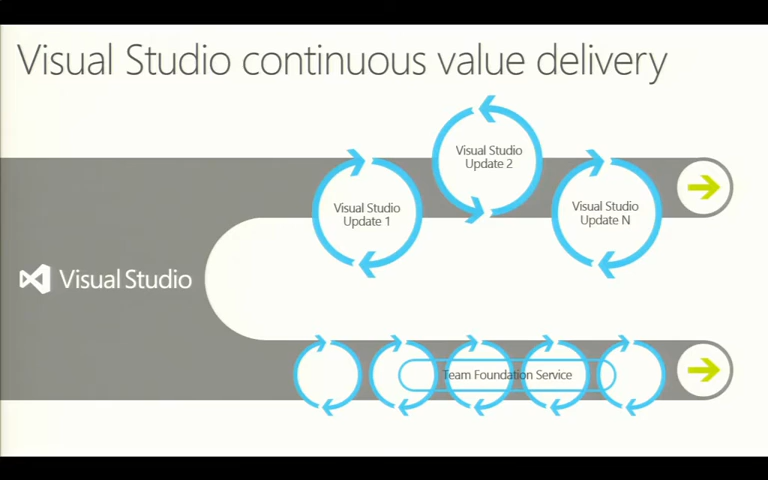 Visual Studio continuous value delivery
Visual Studio
Update 2
Visual Studio
Update 1
Visual Studio
Update N
Visual Studio
Team Foundation Service